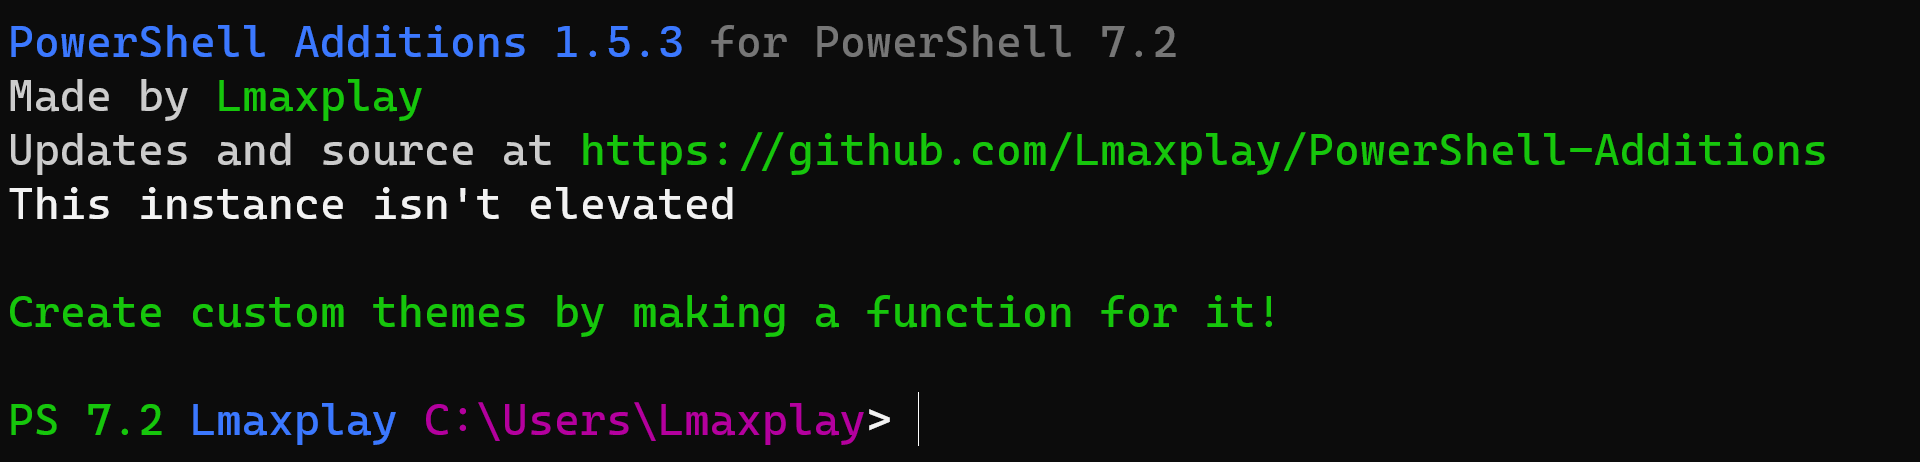 PowerShell Additions 1.5.3 for PowerShell 7.2
Made by Lmaxplay
Updates and source at https://github.com/Lmaxplay/PowerShell-Additions
This instance isn't elevated
Create custom themes by making a function for it!
PS 7.2 Lmaxplay C:\Users\Lmaxplay>